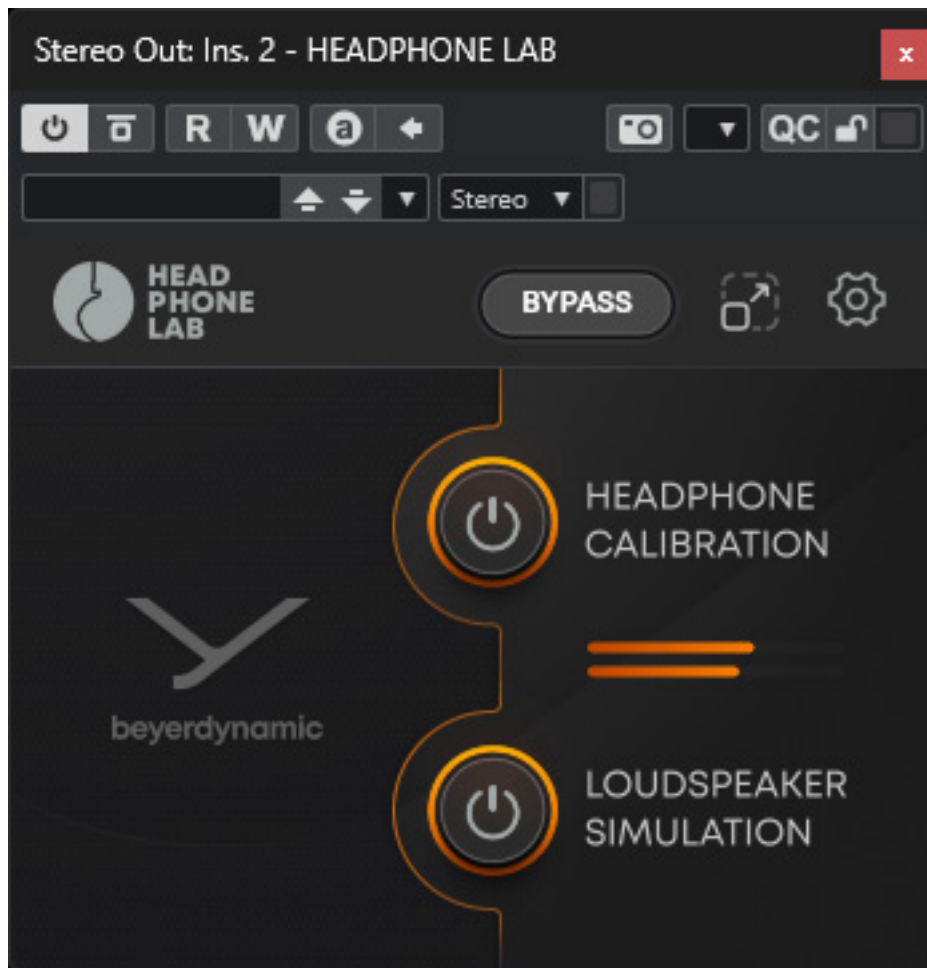 Stereo Out: Ins. 2 - HEADPHONE LAB
x
R W a QC
Stereo
HEAD
PHONE
LAB
BYPASS
HEADPHONE
CALIBRATION
beyerdynamic
LOUDSPEAKER
SIMULATION